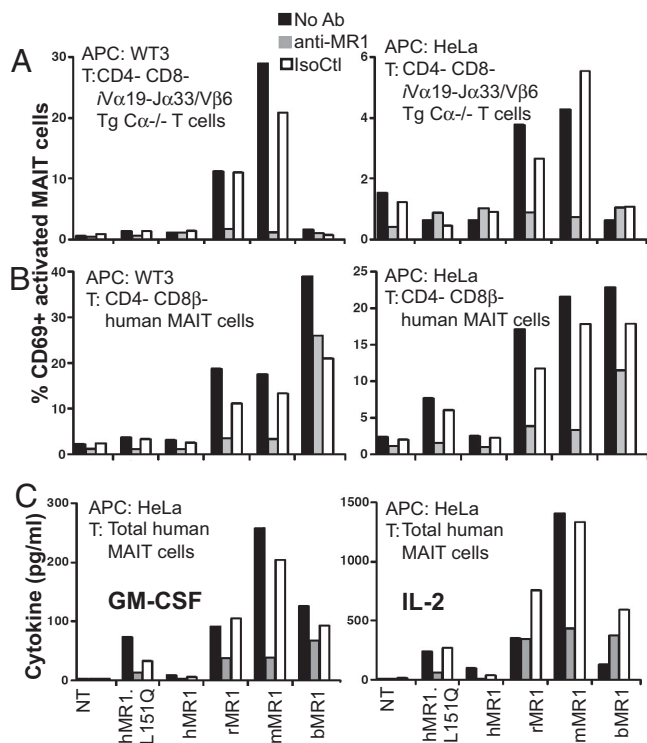 No Ab
anti-MR1
IsoCtl
A
APC: WT3
T:CD4- CD8-
iVα19-Jα33/Vβ6
Tg Cα-/- T cells
30
20
10
0
APC: HeLa
T:CD4- CD8-
iVα19-Jα33/Vβ6
Tg Cα-/- T cells
6
4
2
0
% CD69+ activated MAIT cells
B
APC: WT3
T:CD4- CD8β-
human MAIT cells
40
30
20
10
0
APC: HeLa
T:CD4- CD8β-
human MAIT cells
25
20
15
10
5
0
C
APC: HeLa
T: Total human
MAIT cells
GM-CSF
Cytokine (pg/ml)
300
200
100
0
APC: HeLa
T: Total human
MAIT cells
IL-2
1500
1000
500
0
NT
hMR1.
L151Q
hMR1
rMR1
mMR1
bMR1
NT
hMR1.
L151Q
hMR1
rMR1
mMR1
bMR1